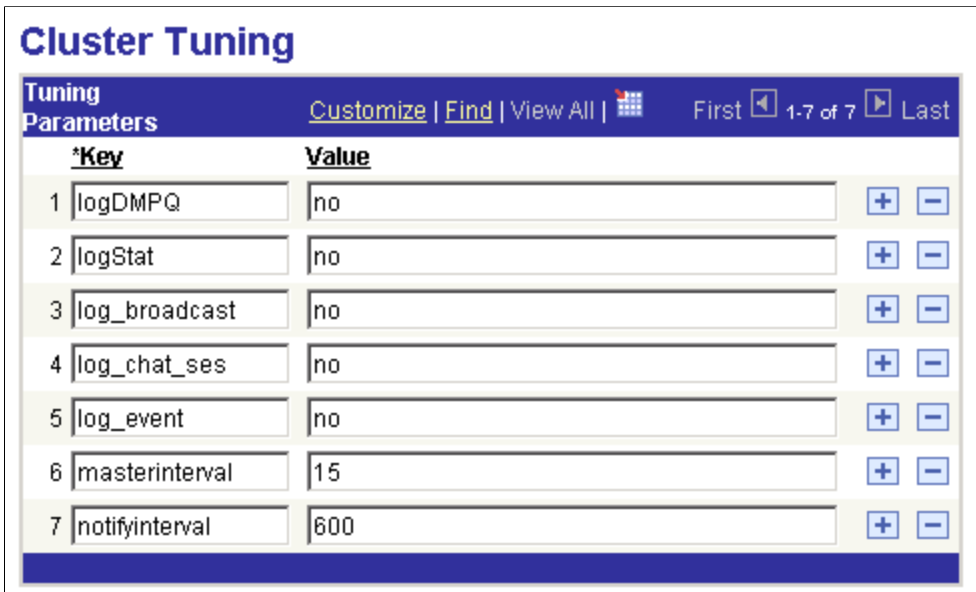 Cluster Tuning
Tuning Parameters
Customize | Find | View All |
First 1-7 of 7 Last
*Key Value
1 logDMPQ no
2 logStat no
3 log_broadcast no
4 log_chat_ses no
5 log_event no
6 masterinterval 15
7 notifyinterval 600